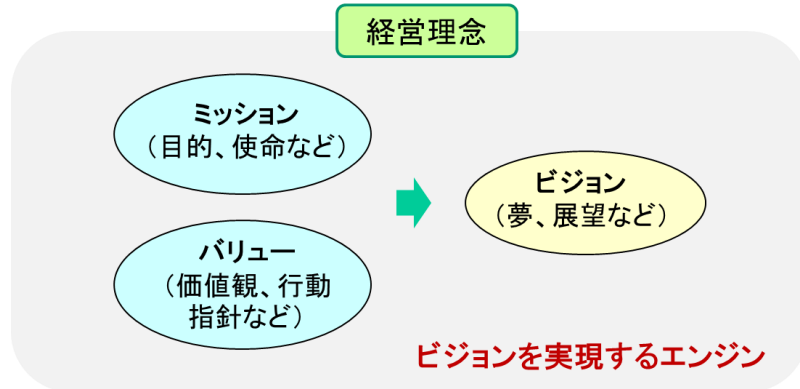 経営理念
ミッション
（目的、使命など）
バリュー
（価値観、行動
指針など）
ビジョン
（夢、展望など）
ビジョンを実現するエンジン